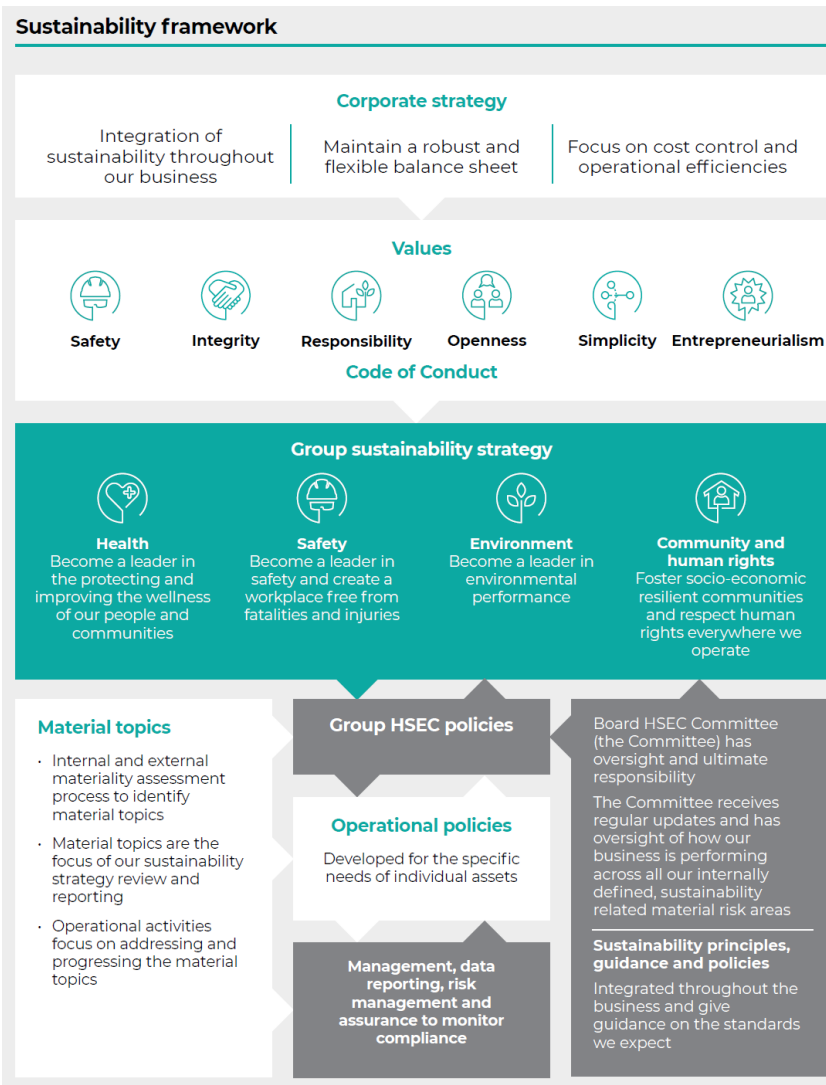 Sustainability framework
Corporate strategy
Integration of
sustainability throughout
our business
Maintain a robust and
flexible balance sheet
Focus on cost control and
operational efficiencies
Values
Safety
Integrity
Responsibility
Openness
Simplicity
Entrepreneurialism
Code of Conduct
Group sustainability strategy
Health
Become a leader in
the protecting and
improving the wellness
of our people and
communities
Safety
Become a leader in
safety and create a
workplace free from
fatalities and injuries
Environment
Become a leader in
environmental
performance
Community and
human rights
Foster socio-economic
resilient communities
and respect human
rights everywhere we
operate
Material topics
· Internal and external
materiality assessment
process to identify
material topics
· Material topics are the
focus of our sustainability
strategy review and
reporting
· Operational activities
focus on addressing and
progressing the material
topics
Group HSEC policies
Operational policies
Developed for the specific
needs of individual assets
Management, data
reporting, risk
management and
assurance to monitor
compliance
Board HSEC Committee
(the Committee) has
oversight and ultimate
responsibility
The Committee receives
regular updates and has
oversight of how our
business is performing
across all our internally
defined, sustainability
related material risk areas
Sustainability principles,
guidance and policies
Integrated throughout the
business and give
guidance on the standards
we expect